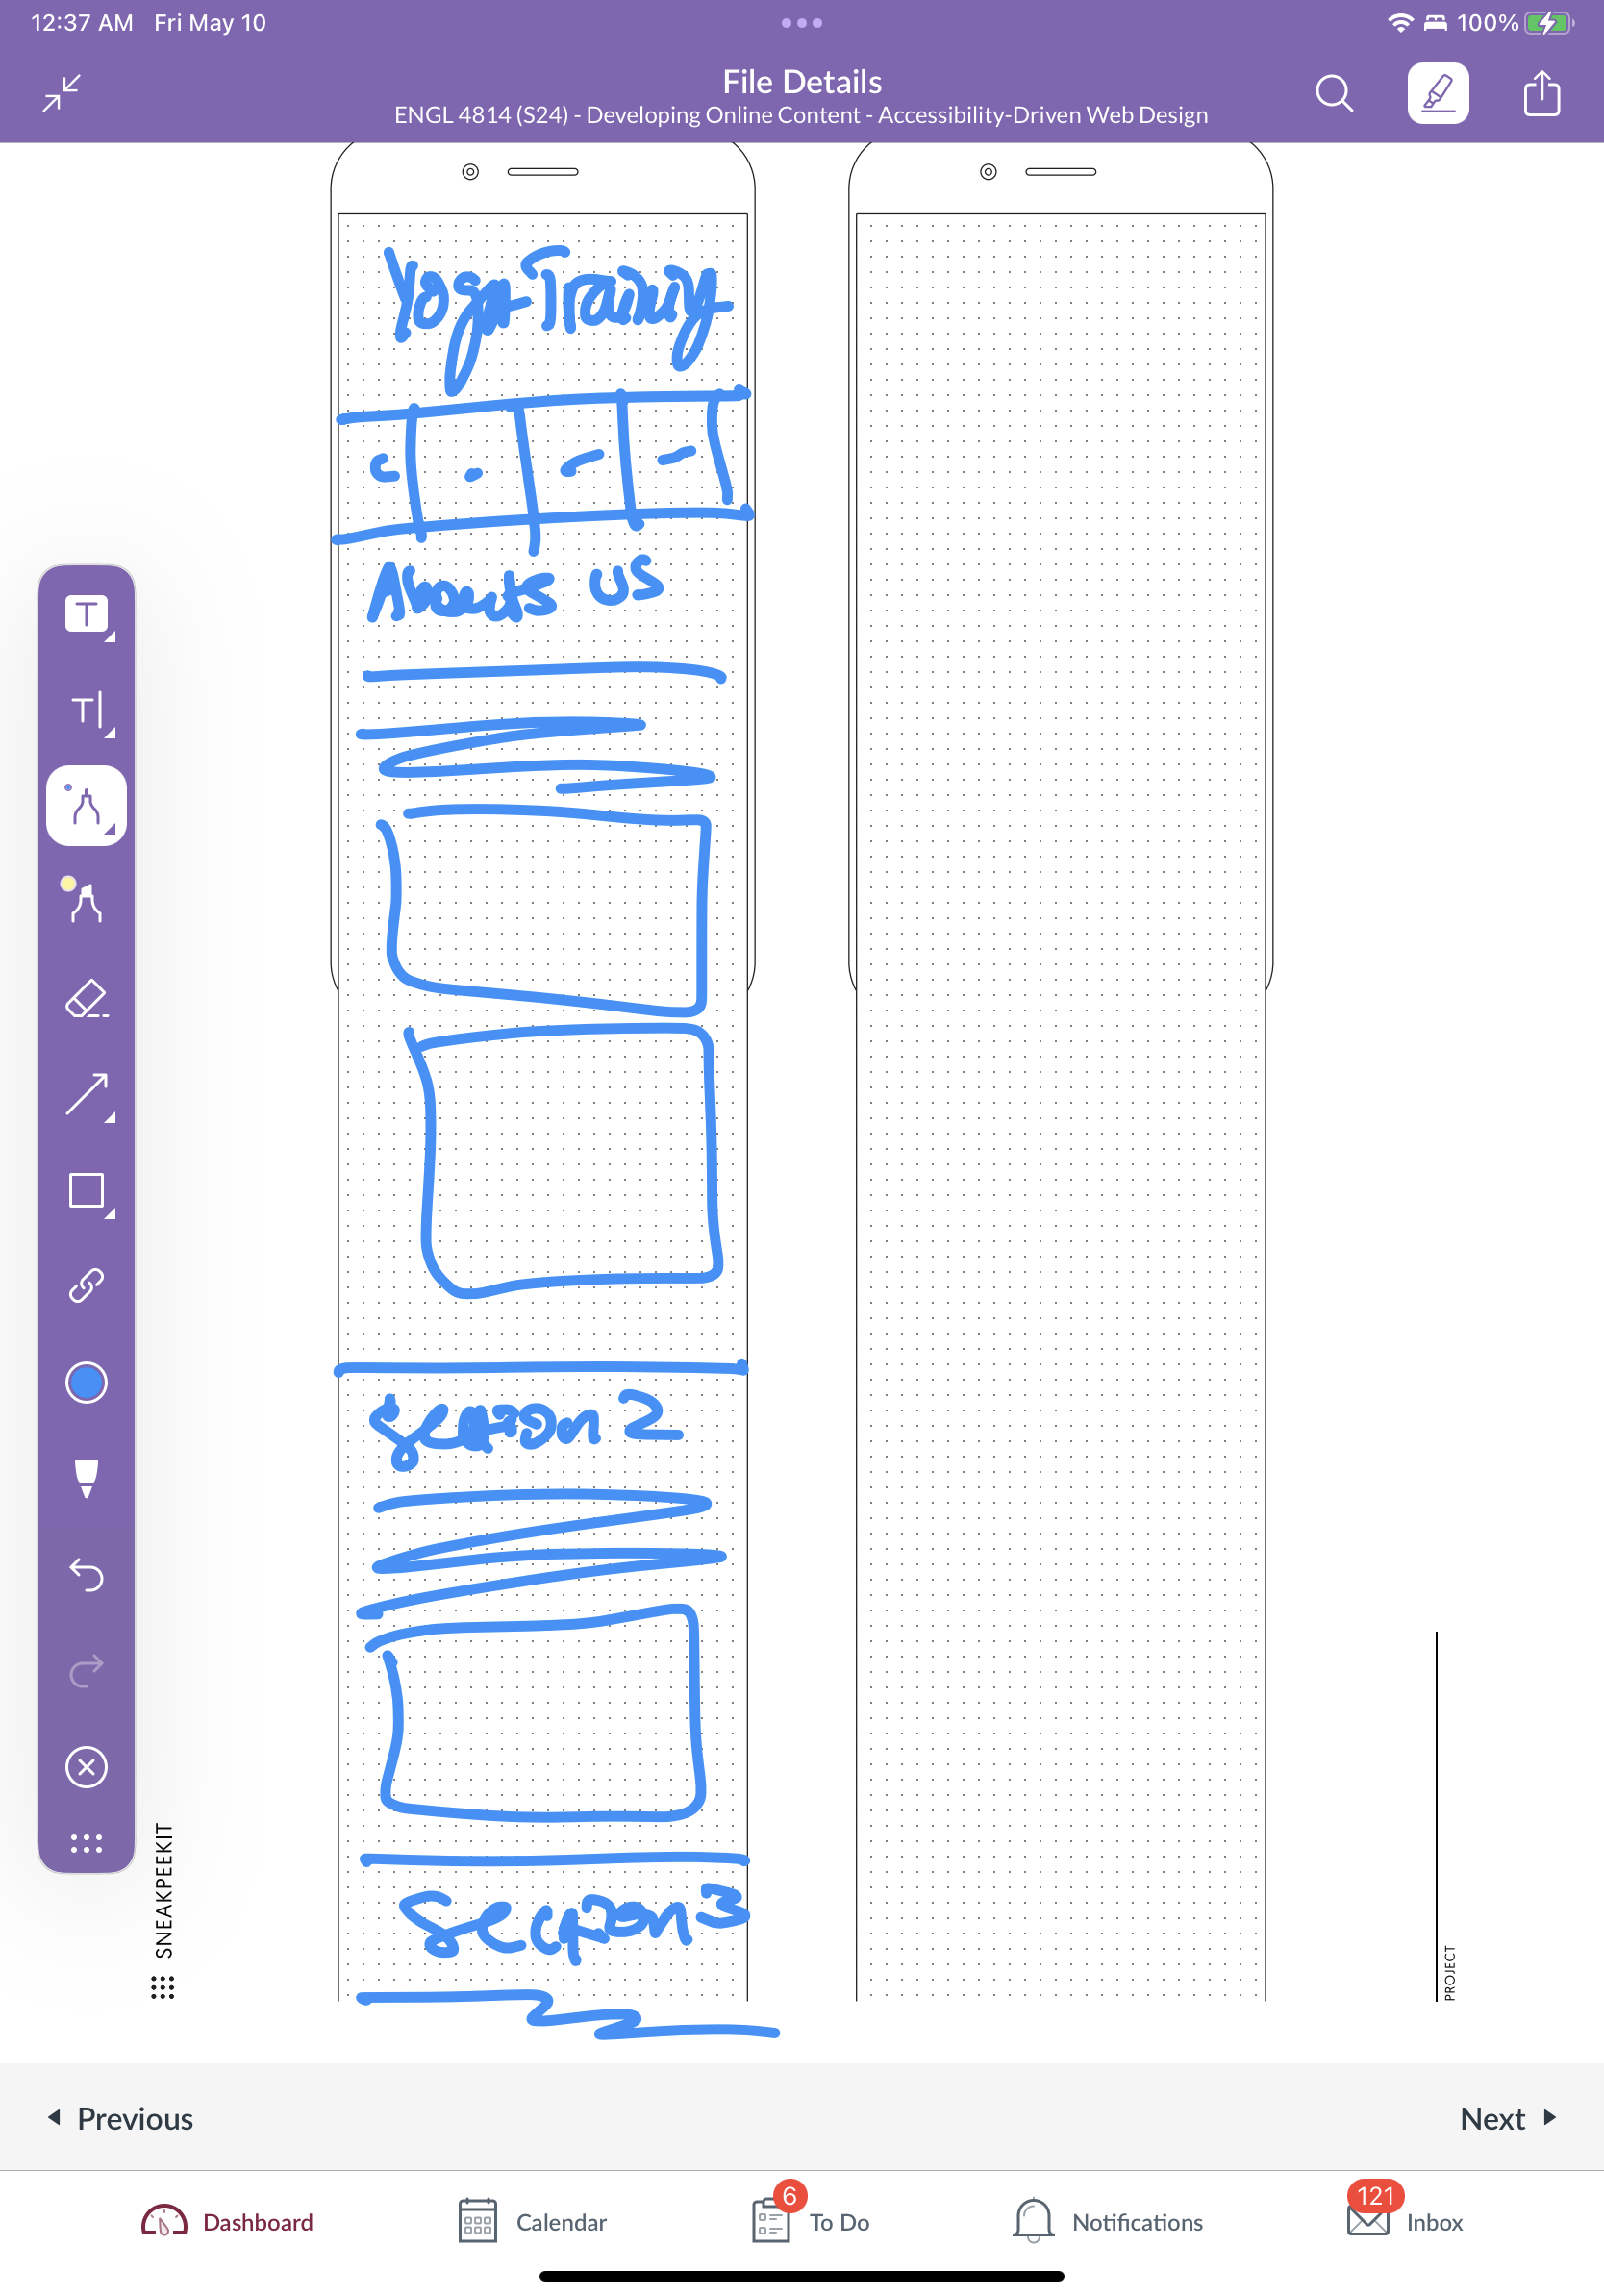 12:37 AM Fri May 10
100%
File Details
ENGL 4814 (S24) - Developing Online Content - Accessibility-Driven Web Design
Yoga Training
Abouts us
Section 2
Section 3
T
T
SNEAKPEEKIT
PROJECT
Previous
Next
Dashboard
Calendar
6
To Do
Notifications
121
Inbox